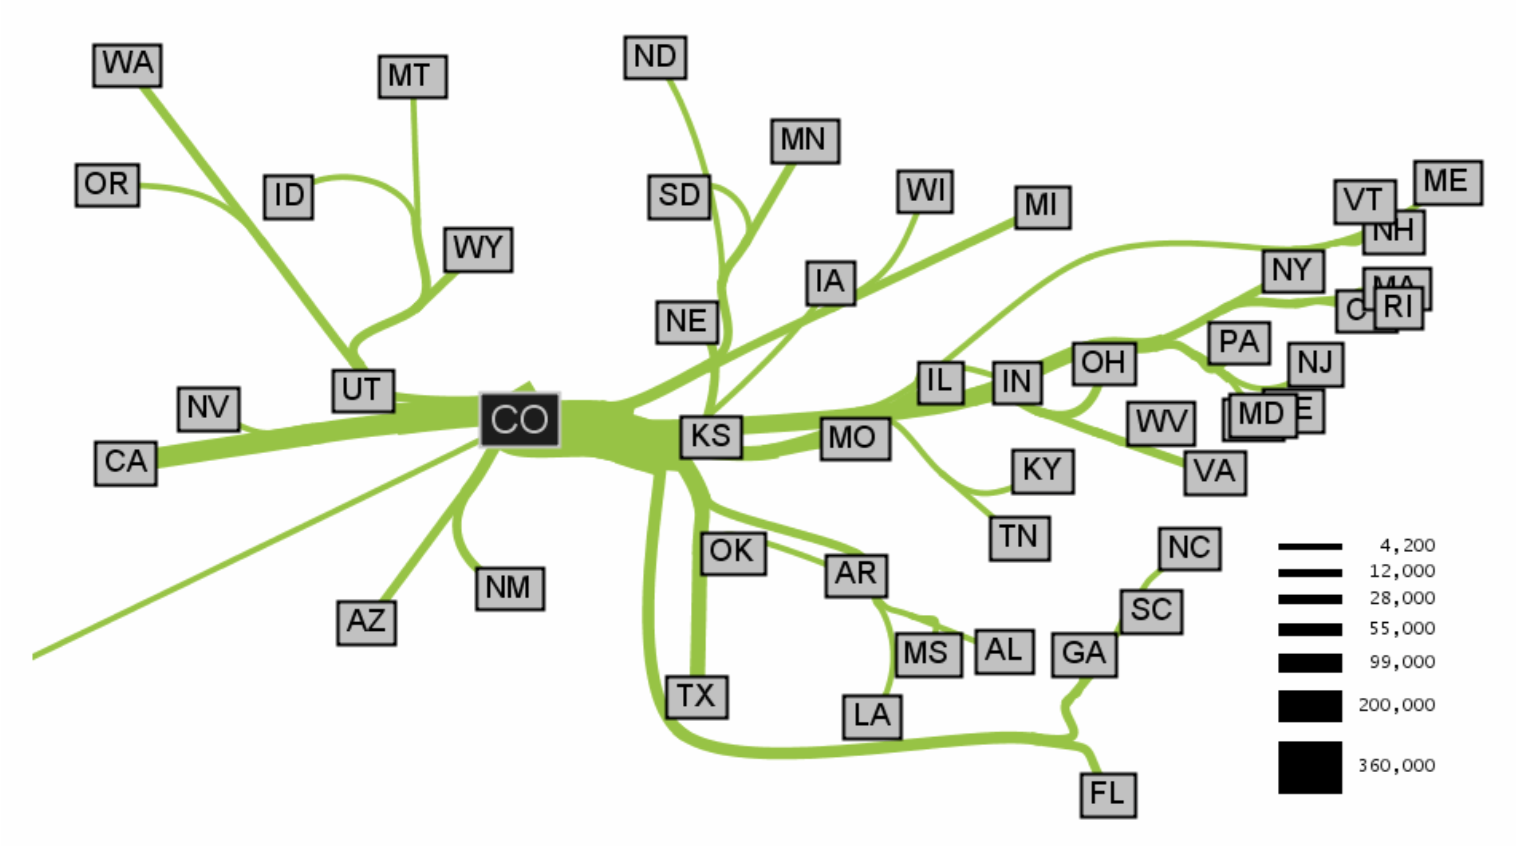 WA
MT
ND
MN
OR
ID
SD
WI
MI
VT
ME
NH
WY
NY
IA
MA
RI
NE
PA
OH
NJ
UT
IL
IN
NV
CO
MD
WV
KS
MO
CA
KY
VA
TN
NC
4,200
OK
12,000
AR
NM
28,000
SC
AZ
55,000
MS
AL
GA
99,000
TX
LA
200,000
360,000
FL